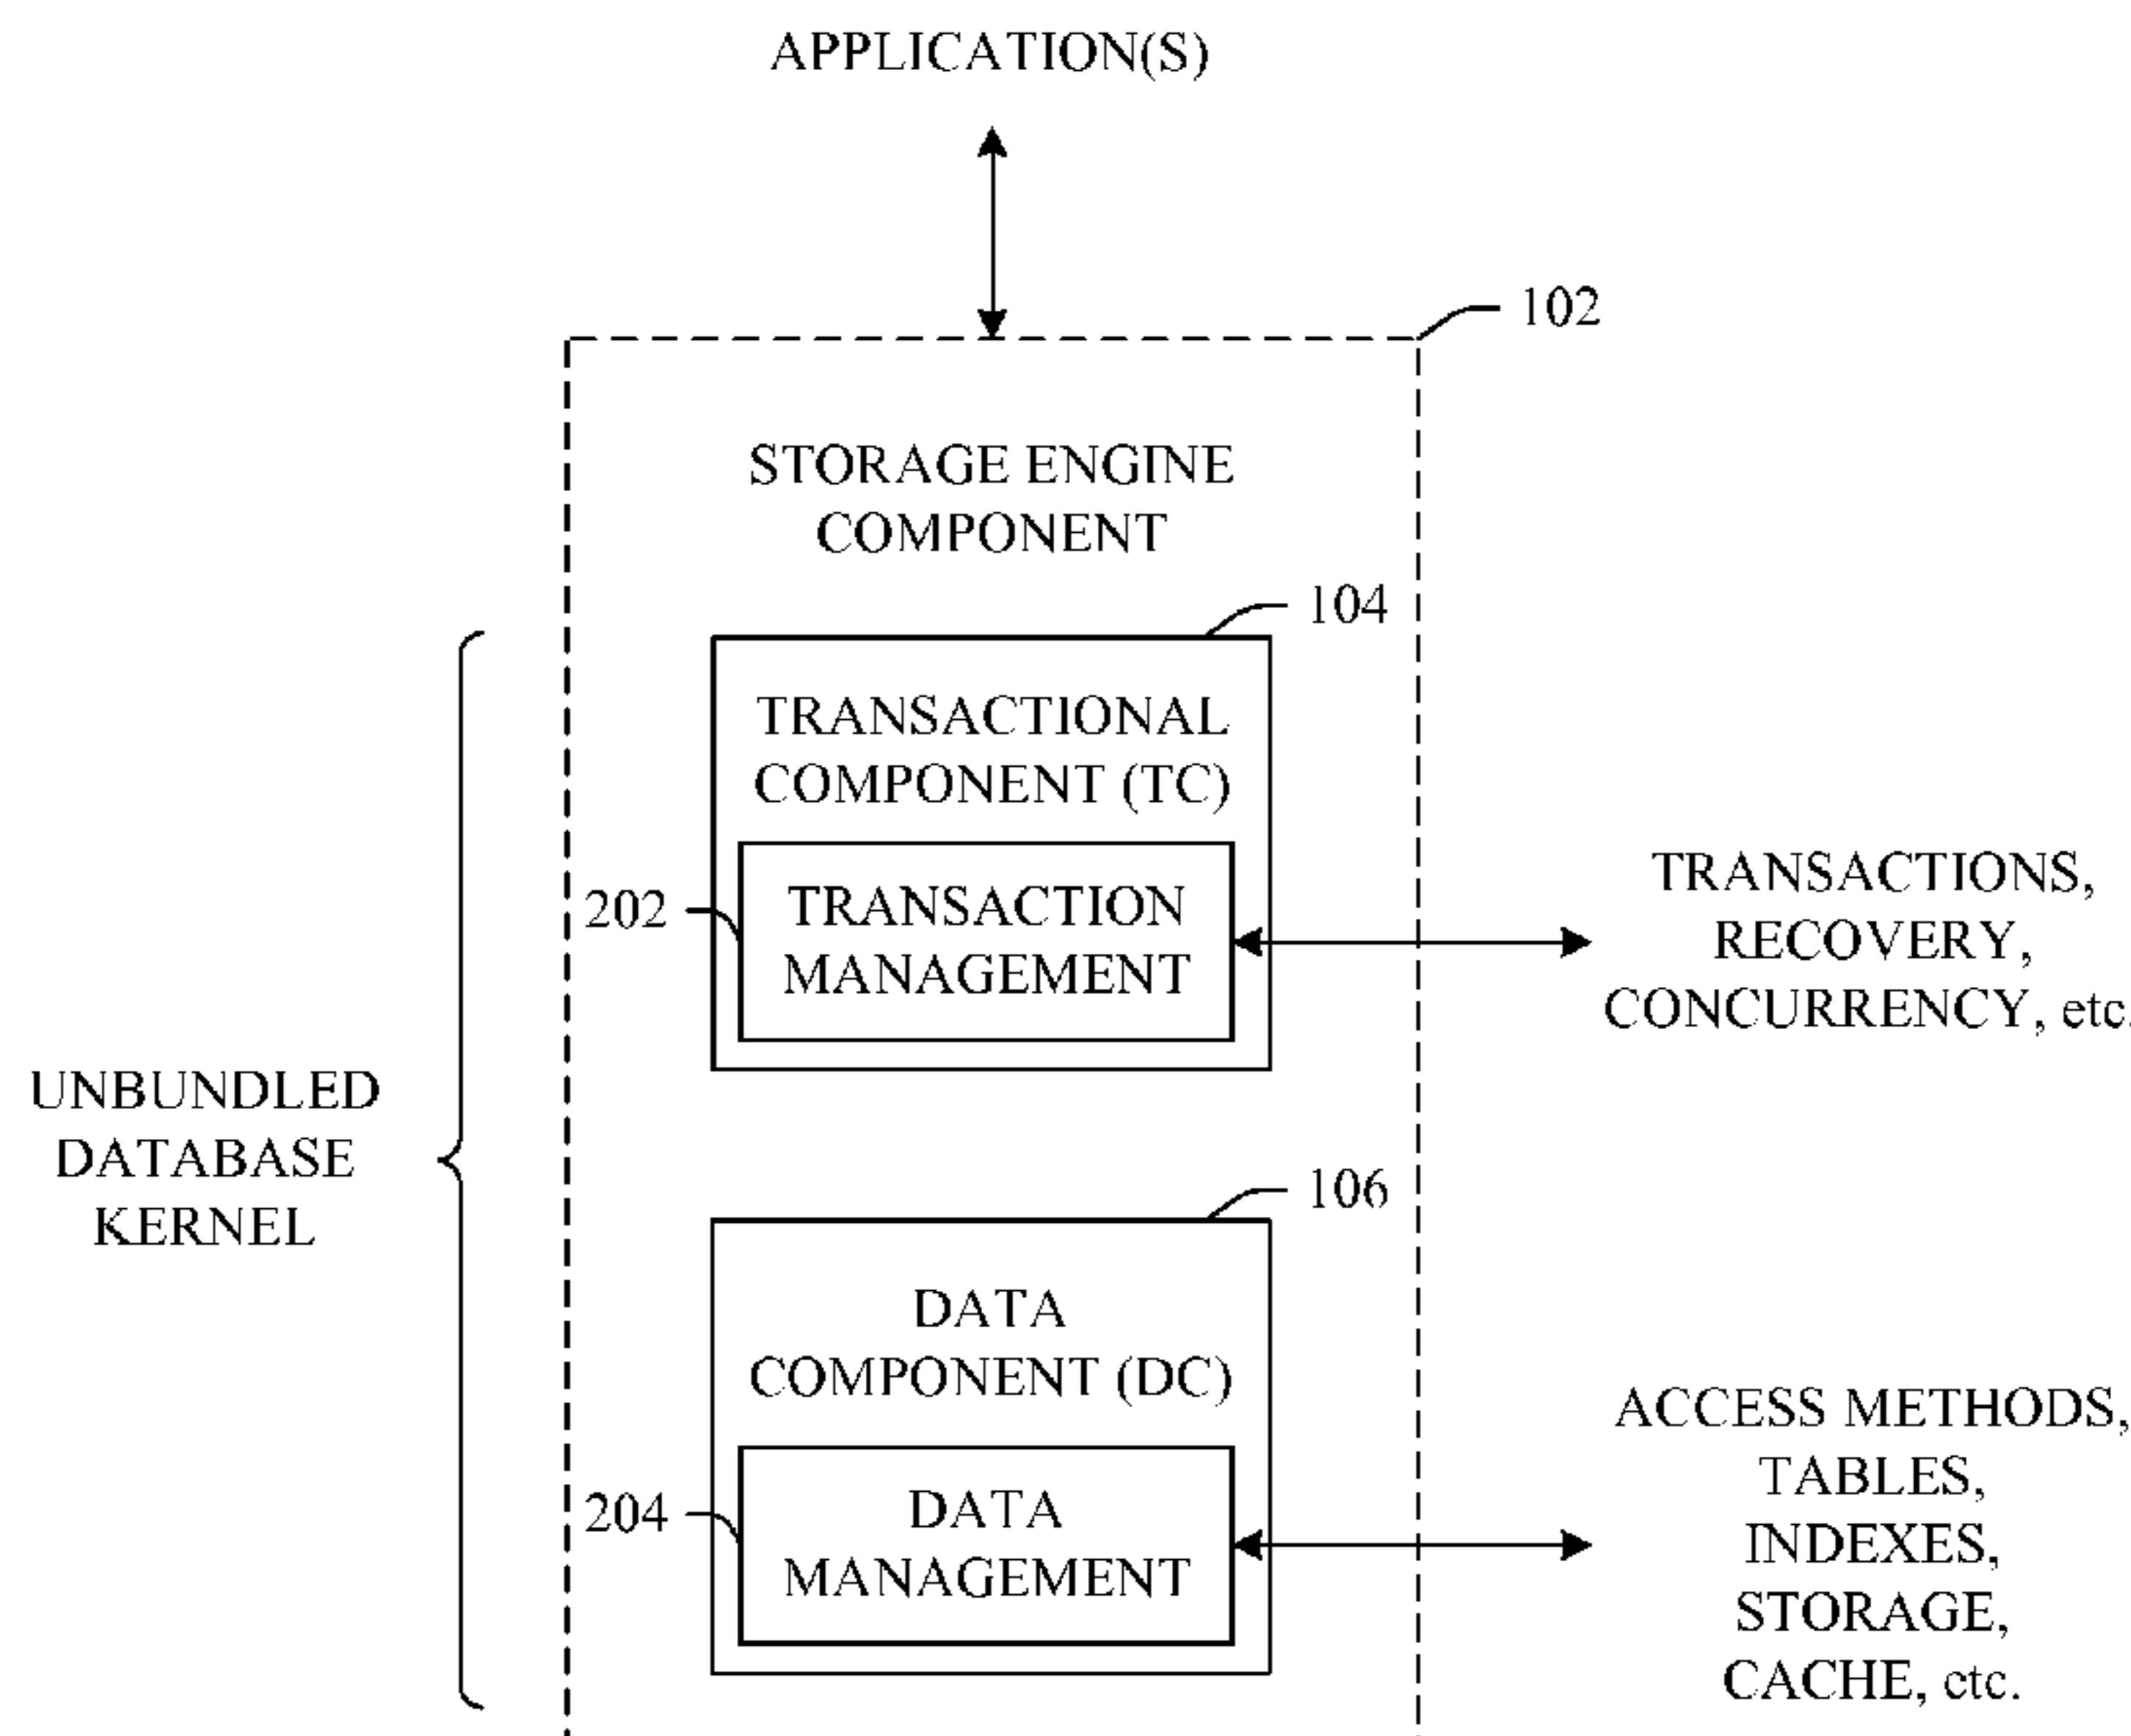 APPLICATION(S)
102
STORAGE ENGINE
COMPONENT
104
TRANSACTIONAL
COMPONENT (TC)
202
TRANSACTION
MANAGEMENT
TRANSACTIONS,
RECOVERY,
CONCURRENCY, etc.
UNBUNDLED
DATABASE
KERNEL
106
DATA
COMPONENT (DC)
204
DATA
MANAGEMENT
ACCESS METHODS,
TABLES,
INDEXES,
STORAGE,
CACHE, etc.